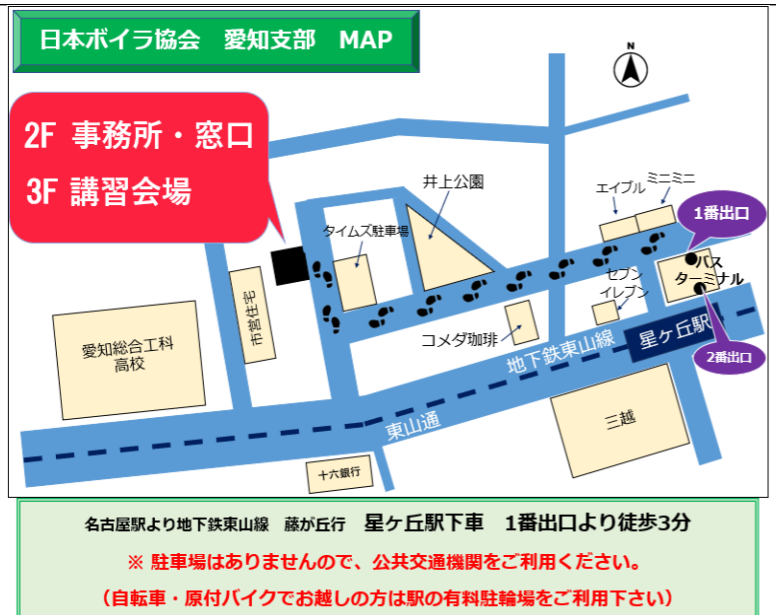 日本ボイラ協会 愛知支部 MAP
N
2F 事務所・窓口
3F 講習会場
井上公園
エイブル
ミニミニ
1番出口
タイムズ駐車場
バス
ターミナル
セブン
イレブン
市営住宅
コメダ珈琲
愛知総合工科
高校
地下鉄東山線
星ヶ丘駅
2番出口
東山通
三越
十六銀行
名古屋駅より地下鉄東山線 藤が丘行 星ケ丘駅下車 1番出口より徒歩3分
※ 駐車場はありませんので、公共交通機関をご利用ください。
（自転車・原付バイクでお越しの方は駅の有料駐輪場をご利用下さい）